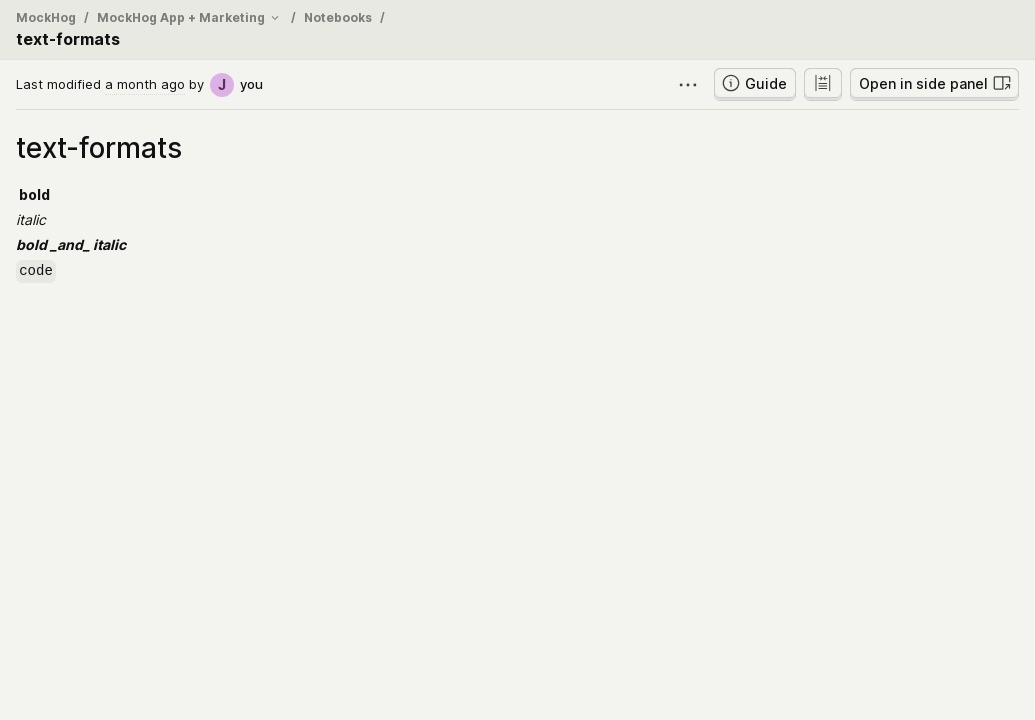 MockHog / MockHog App + Marketing / Notebooks /
text-formats
Last modified a month ago by J you
... Guide Open in side panel
text-formats
bold
italic
bold _and_ italic
code